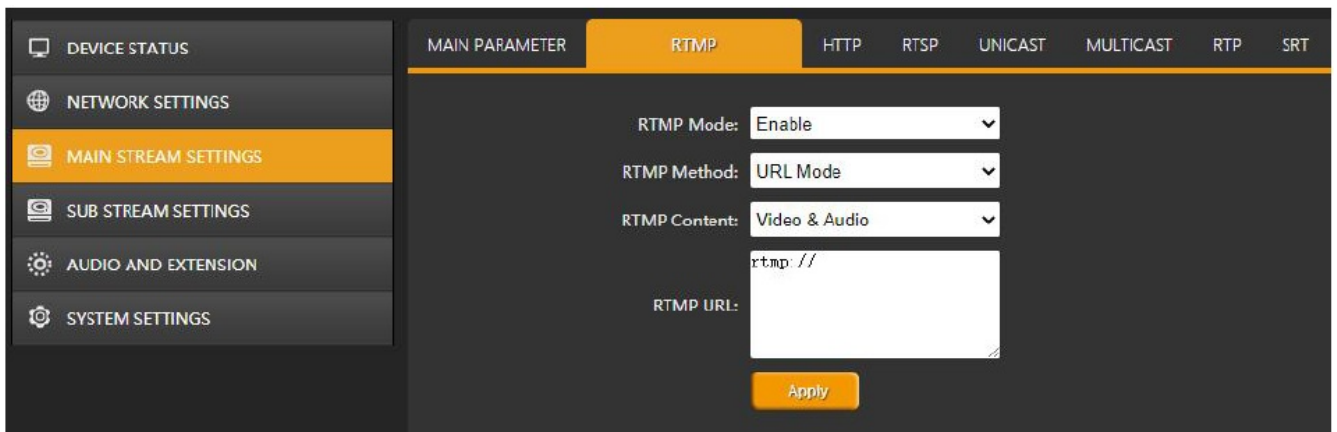 DEVICE STATUS
NETWORK SETTINGS
MAIN STREAM SETTINGS
SUB STREAM SETTINGS
AUDIO AND EXTENSION
SYSTEM SETTINGS
MAIN PARAMETER RTMP HTTP RTSP UNICAST MULTICAST RTP SRT
RTMP Mode: Enable
RTMP Method: URL Mode
RTMP Content: Video & Audio
RTMP URL: rtmp://
Apply